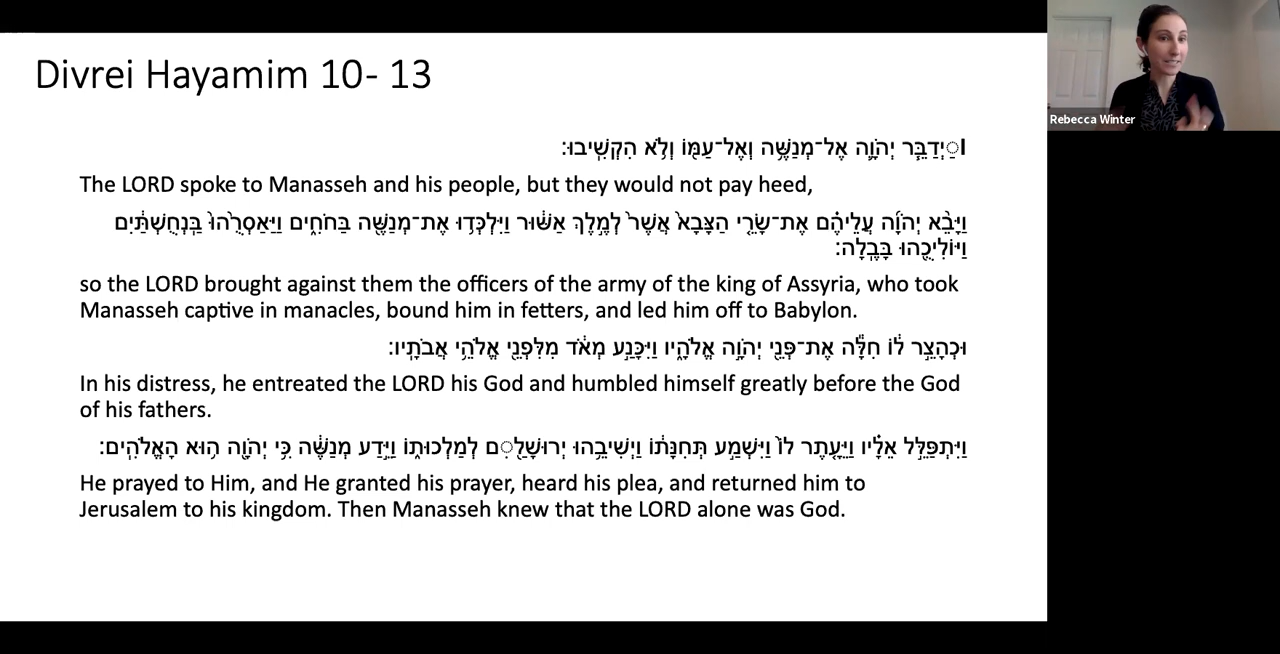 Divrei Hayamim 10- 13
וַיְדַבֵּ֧ר יְהֹוָ֛ה אֶל־מְנַשֶּׁ֥ה וְאֶל־עַמּ֖וֹ וְלֹ֥א הִקְשִֽׁיבוּ׃
The LORD spoke to Manasseh and his people, but they would not pay heed,
וַיָּבֵ֨א יְהֹוָ֜ה עֲלֵיהֶ֗ם אֶת־שָׂרֵ֤י הַצָּבָא֙ אֲשֶׁר֙ לְמֶ֣לֶךְ אַשּׁ֔וּר וַיִּלְכְּד֥וּ אֶת־מְנַשֶּׁ֖ה בַּחֹחִ֑ים וַיַּאַסְרֻ֙הוּ֙ בַּֽנְחֻשְׁתַּ֔יִם
וַיּוֹלִיכֻ֖הוּ בָּבֶֽלָה׃
so the LORD brought against them the officers of the army of the king of Assyria, who took
Manasseh captive in manacles, bound him in fetters, and led him off to Babylon.
וּכְהָצֵ֣ר ל֔וֹ חִלָּ֕ה אֶת־פְּנֵ֖י יְהֹוָ֣ה אֱלֹהָ֑יו וַיִּכָּנַ֣ע מְאֹ֔ד מִלִּפְנֵ֖י אֱלֹהֵ֥י אֲבֹתָֽיו׃
In his distress, he entreated the LORD his God and humbled himself greatly before the God
of his fathers.
וַיִּתְפַּלֵּ֣ל אֵלָ֗יו וַיֵּעָ֤תֶר לוֹ֙ וַיִּשְׁמַ֣ע תְּחִנָּת֔וֹ וַיְשִׁיבֵ֥הוּ יְרוּשָׁלַ֖͏ִם לְמַלְכוּת֑וֹ וַיֵּ֣דַע מְנַשֶּׁ֔ה כִּ֥י יְהֹוָ֖ה ה֥וּא הָאֱלֹהִֽים׃
He prayed to Him, and He granted his prayer, heard his plea, and returned him to
Jerusalem to his kingdom. Then Manasseh knew that the LORD alone was God.
Rebecca Winter